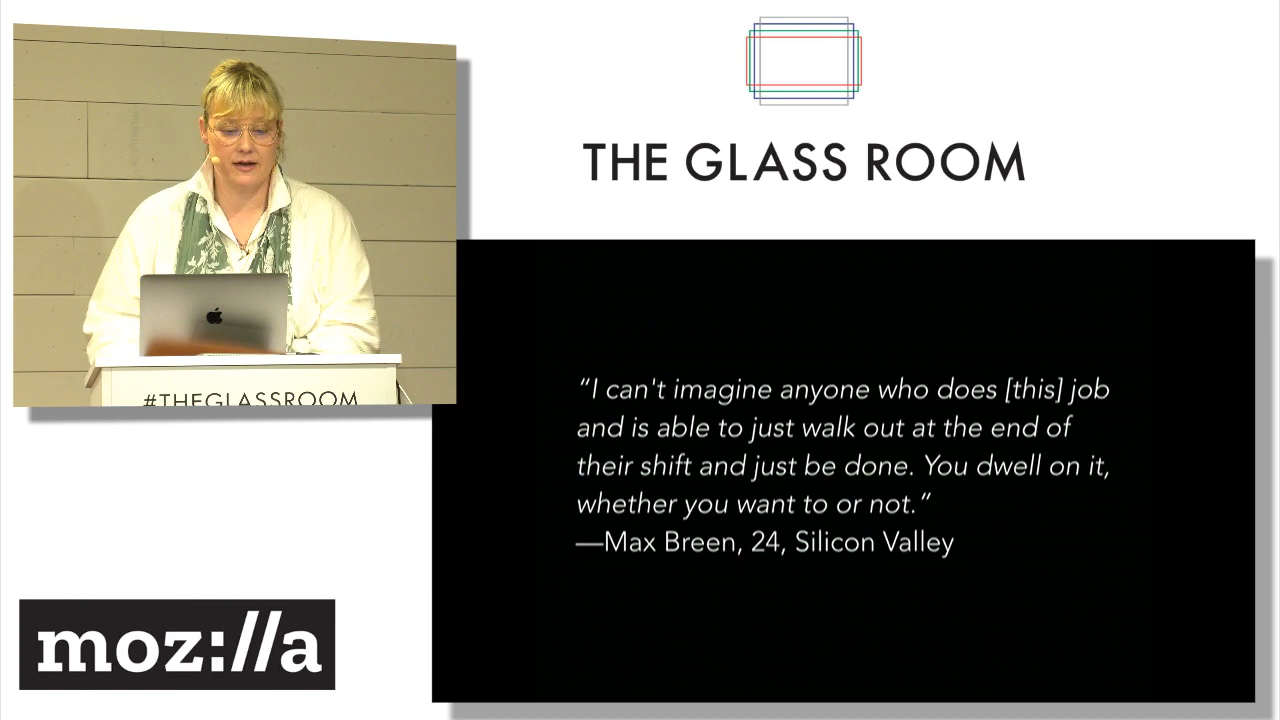 THE GLASS ROOM
#THEGLASSROOM
“I can't imagine anyone who does [this] job
and is able to just walk out at the end of
their shift and just be done. You dwell on it,
whether you want to or not.”
—Max Breen, 24, Silicon Valley
moz://a